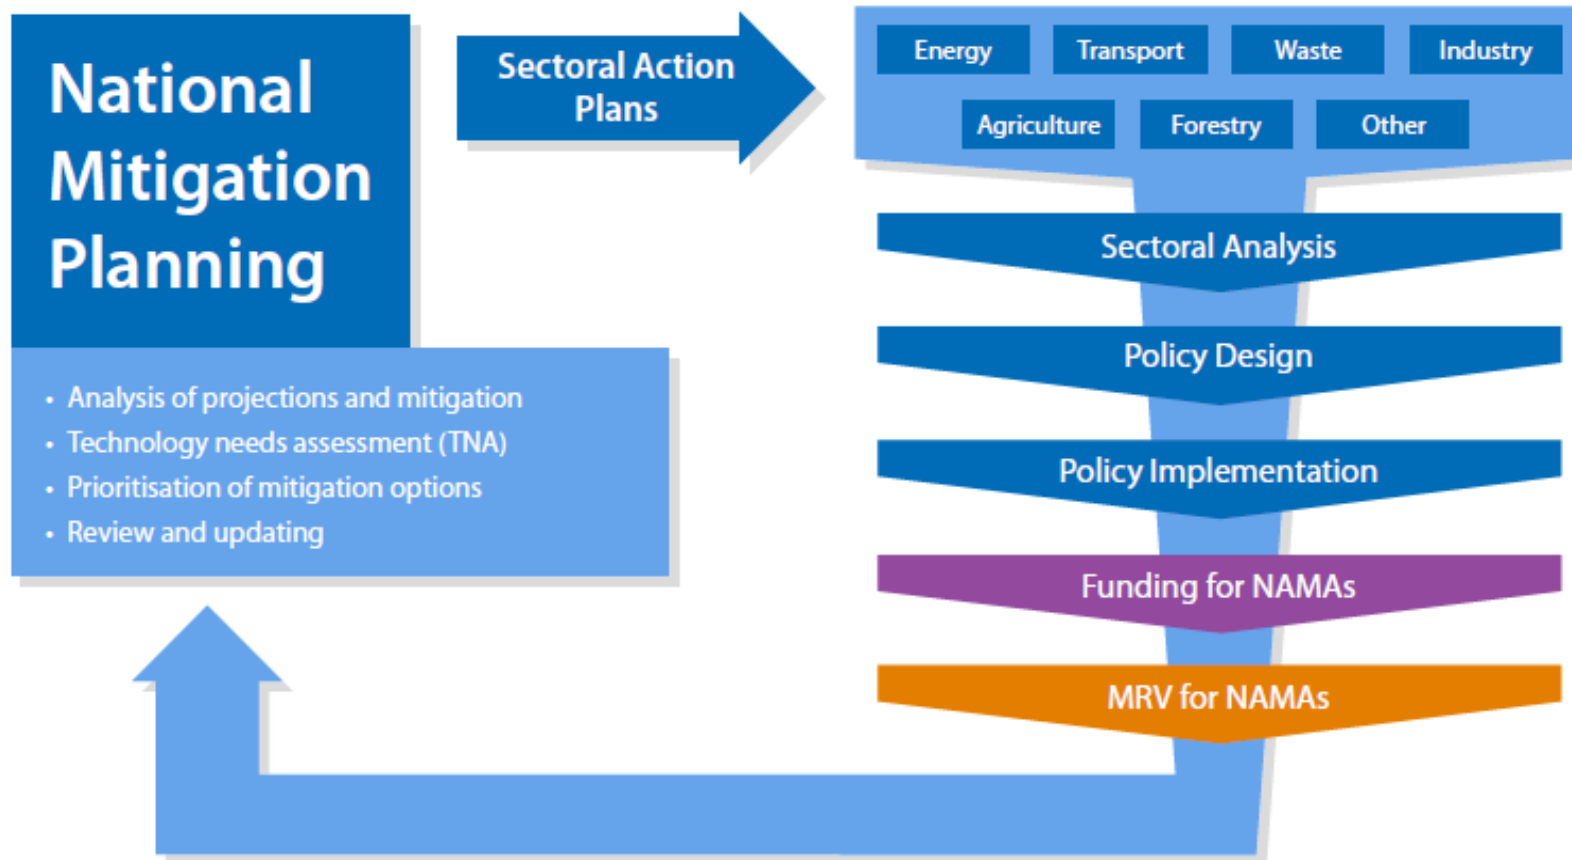 National
Mitigation
Planning
• Analysis of projections and mitigation
• Technology needs assessment (TNA)
• Prioritisation of mitigation options
• Review and updating
Sectoral Action
Plans
Energy
Transport
Waste
Industry
Agriculture
Forestry
Other
Sectoral Analysis
Policy Design
Policy Implementation
Funding for NAMAs
MRV for NAMAs